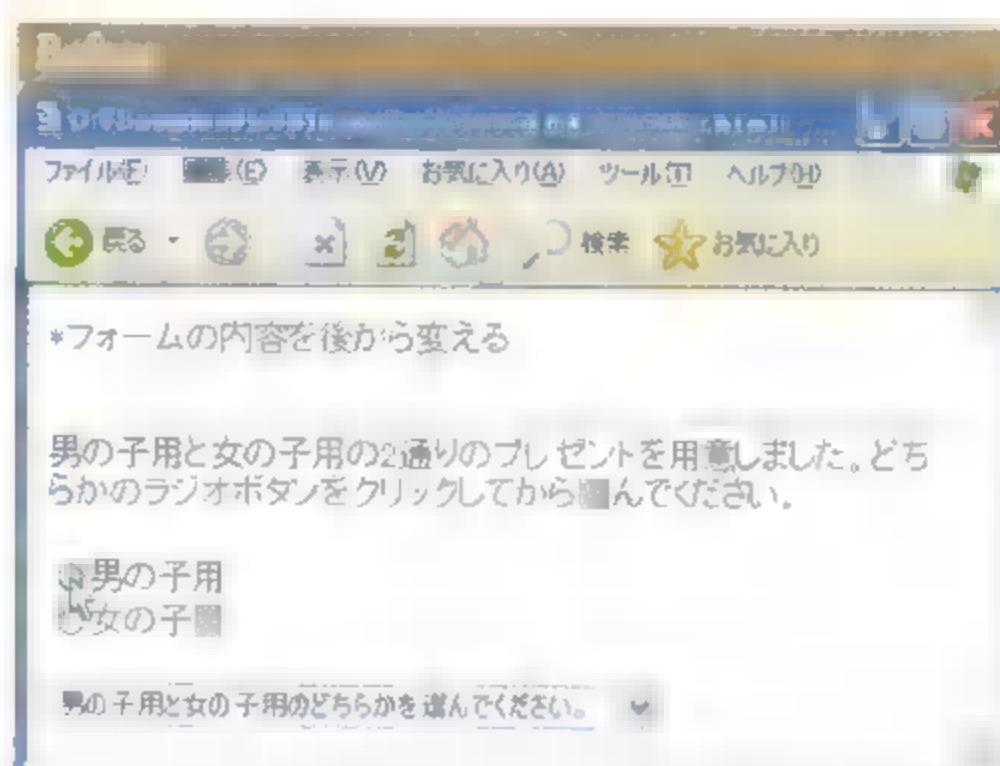 ファイル(F) (E) 表示(V) お気に入り(A) ツール(T) ヘルプ(H)
戻る 検索 お気に入り
*フォームの内容を後から変える
男の子用と女の子用の2通りのプレゼントを用意しました。どち
らかのラジオボタンをクリックしてから選んでください。
男の子用
女の子用
男の子用と女の子用のどちらかを選んでください。